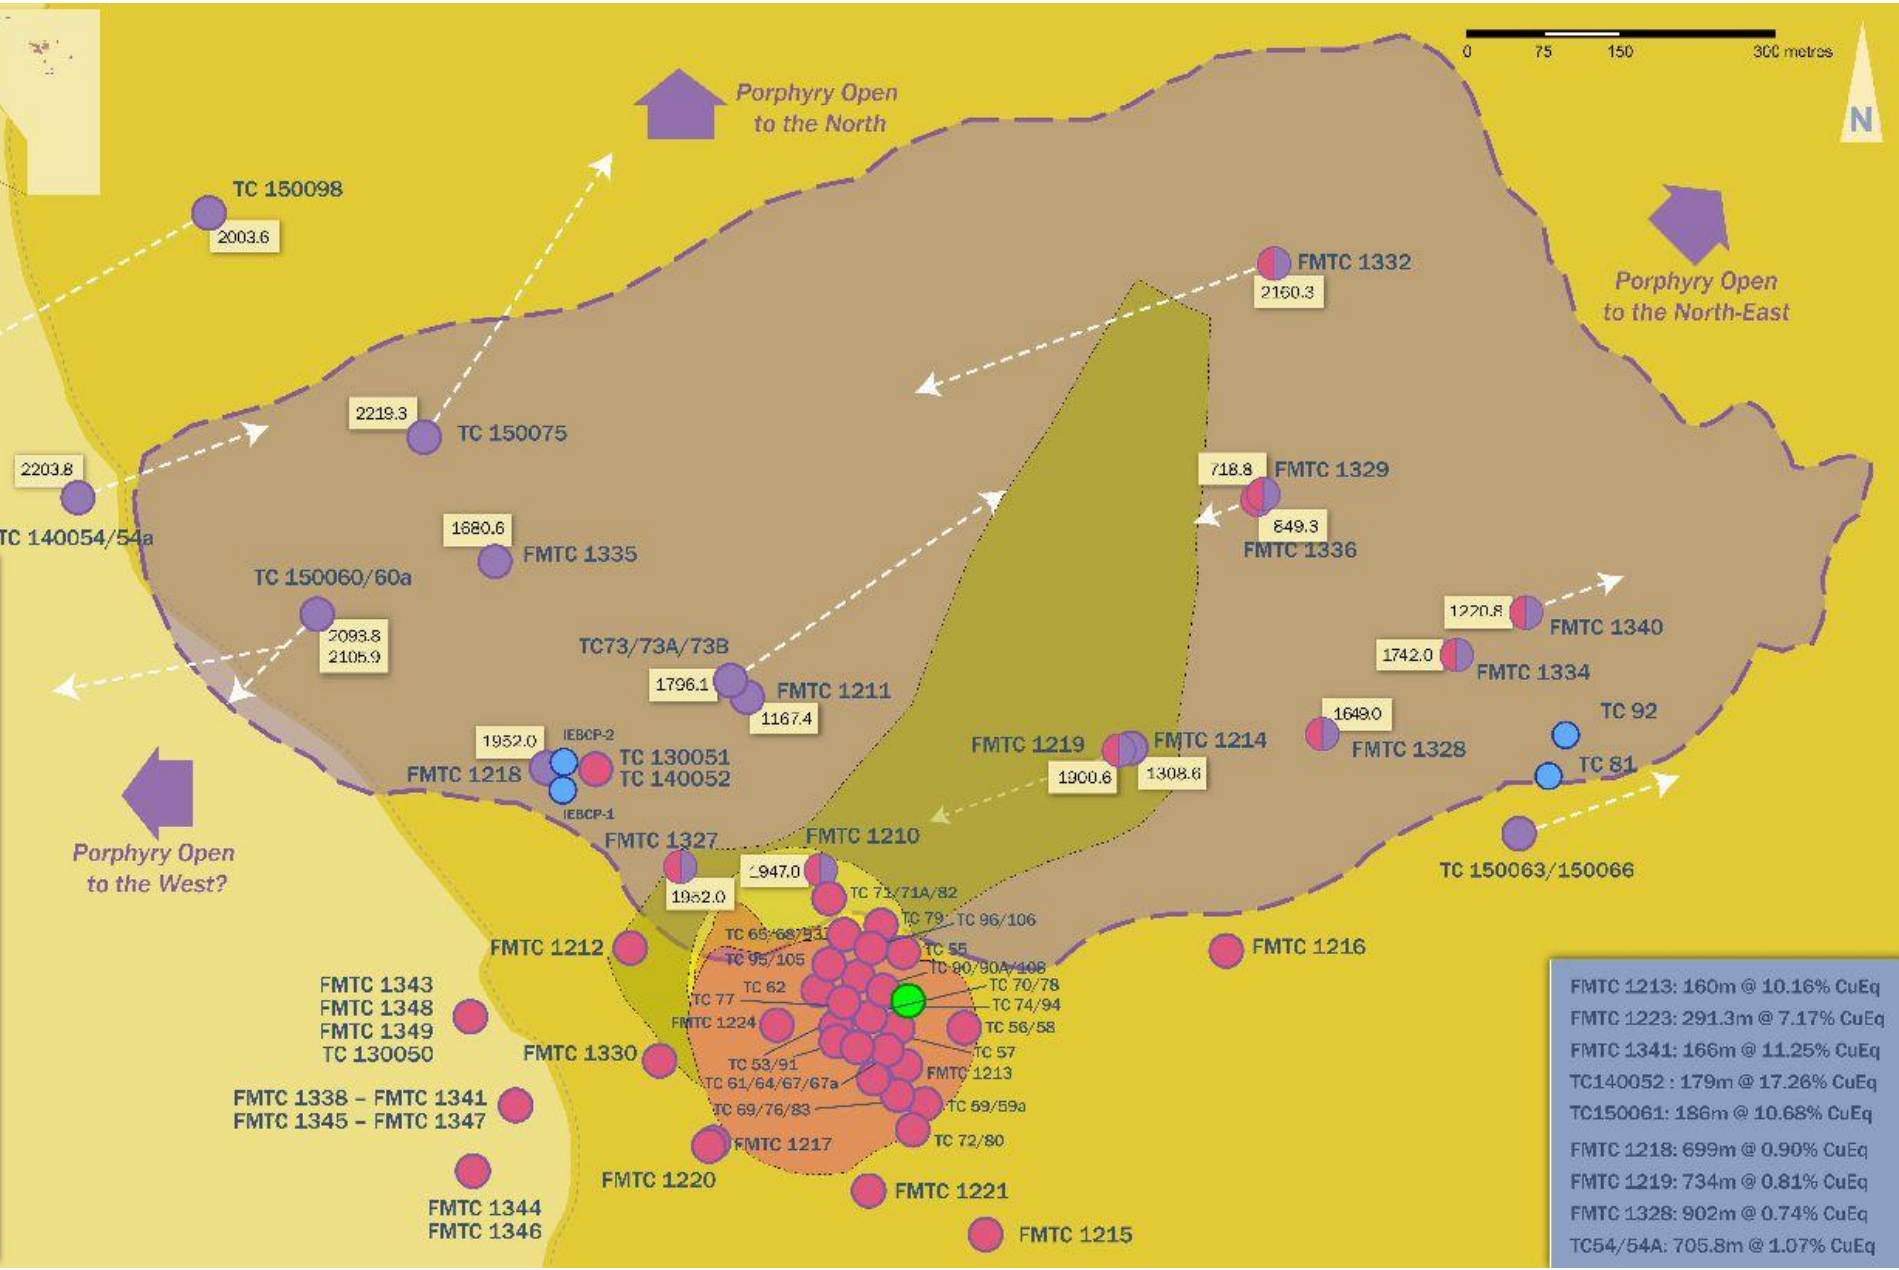 0 75 150 300 metres
N
Porphyry Open
to the North
TC 150098
2003.6
Porphyry Open
to the North-East
FMTC 1332
2160.3
2219.3
TC 150075
2203.8
TC 140054/54a
1680.6
FMTC 1335
718.8
FMTC 1329
849.3
FMTC 1336
TC 150060/60a
2093.8
2105.9
TC73/73A/73B
1796.1
FMTC 1211
1167.4
1220.8
FMTC 1340
1742.0
FMTC 1334
1649.0
FMTC 1328
TC 92
TC 81
1952.0
IEBCP-2
FMTC 1218
TC 130051
TC 140052
IEBCP-1
FMTC 1219
FMTC 1214
1900.6
1308.6
Porphyry Open
to the West?
FMTC 1327
1952.0
FMTC 1210
1947.0
TC 150063/150066
TC 71/71A/82
TC 79
TC 96/106
TC 65/68/93
TC 55
TC 95/105
TC 90/90A/108
TC 62
TC 70/78
TC 77
TC 74/94
FMTC 1224
TC 56/58
TC 57
TC 53/91
FMTC 1213
TC 61/64/67/67a
TC 69/76/83
TC 59/59a
TC 72/80
FMTC 1212
FMTC 1216
FMTC 1343
FMTC 1348
FMTC 1349
TC 130050
FMTC 1330
FMTC 1338 – FMTC 1341
FMTC 1345 – FMTC 1347
FMTC 1217
FMTC 1220
FMTC 1344
FMTC 1346
FMTC 1221
FMTC 1215
FMTC 1213: 160m @ 10.16% CuEq
FMTC 1223: 291.3m @ 7.17% CuEq
FMTC 1341: 166m @ 11.25% CuEq
TC140052 : 179m @ 17.26% CuEq
TC150061: 186m @ 10.68% CuEq
FMTC 1218: 699m @ 0.90% CuEq
FMTC 1219: 734m @ 0.81% CuEq
FMTC 1328: 902m @ 0.74% CuEq
TC54/54A: 705.8m @ 1.07% CuEq